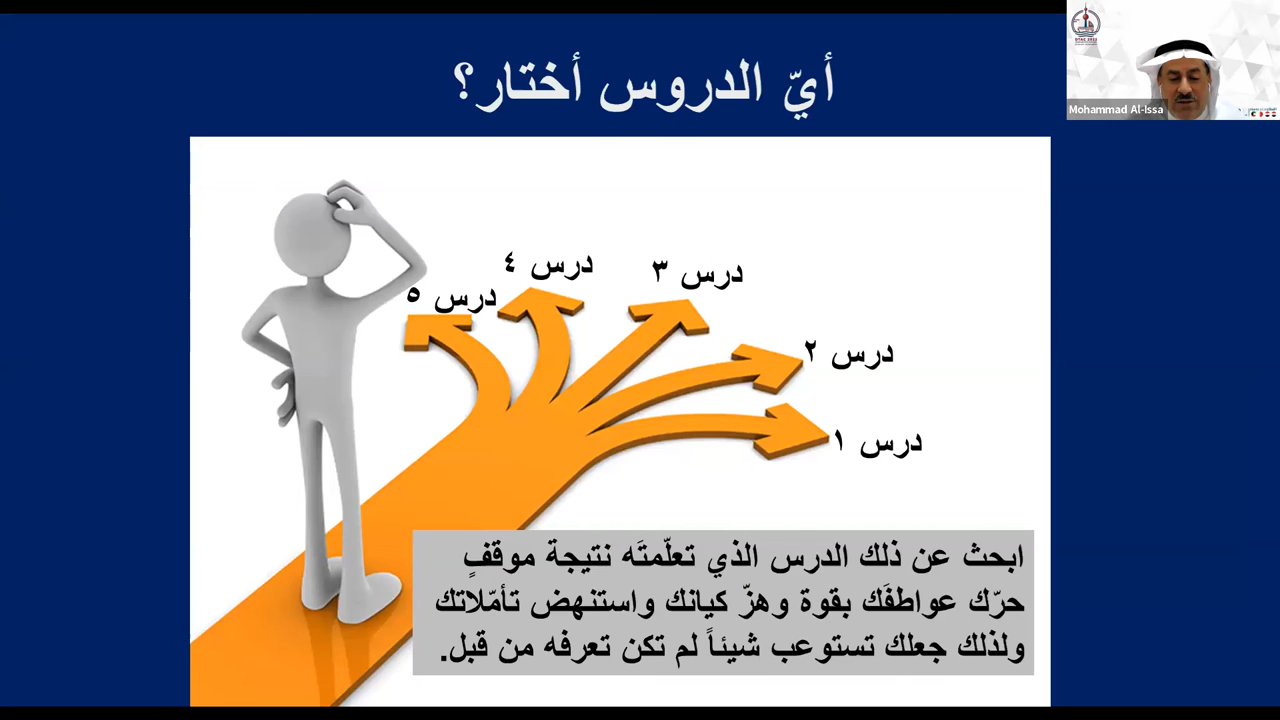 أيّ الدروس أختار؟
درس ١
درس ٢
درس ٣
درس ٤
درس ٥
ابحث عن ذلك الدرس الذي تعلّمتَه نتيجة موقفٍ
حرّك عواطفَك بقوة وهزّ كيانك واستنهض تأمّلاتك
ولذلك جعلك تستوعب شيئاً لم تكن تعرفه من قبل.
DTAC 2022
Mohammad Al-Issa